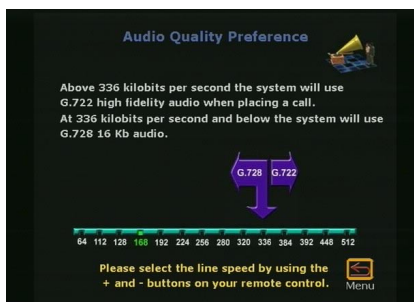 Audio Quality Preference
Above 336 kilobits per second the system will use
G.722 high fidelity audio when placing a call.
At 336 kilobits per second and below the system will use
G.728 16 Kb audio.
G.728 G.722
64 112 128 168 192 224 256 280 320 336 384 392 448 512
Please select the line speed by using the
+ and - buttons on your remote control.
Menu